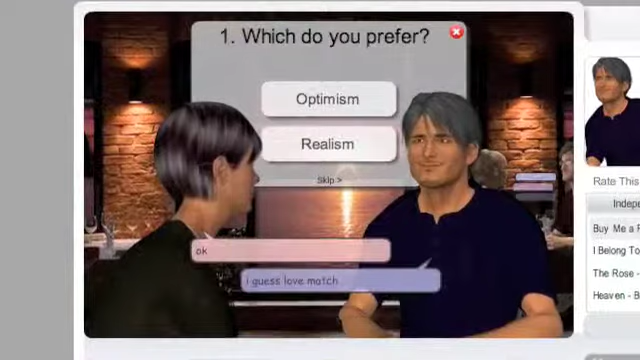 1. Which do you prefer?
Optimism
Realism
Skip >
ok
i guess love match
Rate This
Indepe
Buy Me a
I Belong To
The Rose -
Heaven - B